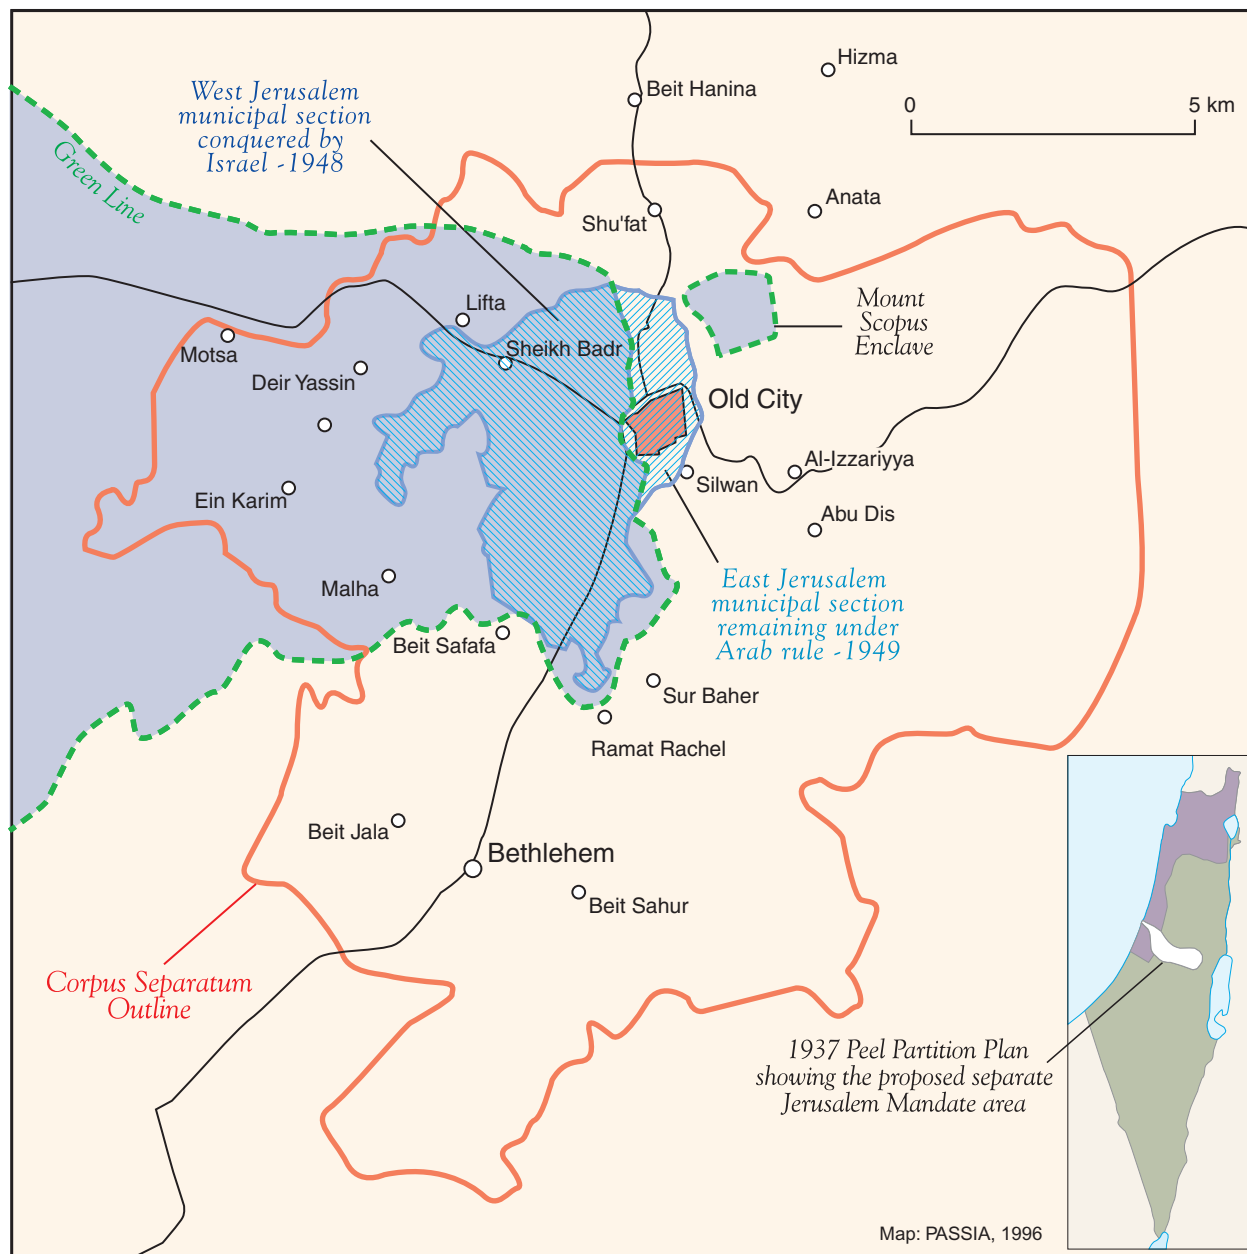 Hizma
Beit Hanina
0 5 km
West Jerusalem
municipal section
conquered by
Israel -1948
Green Line
Anata
Shu'fat
Mount
Scopus
Enclave
Lifta
Sheikh Badr
Motsa
Deir Yassin
Old City
Al-Izzariyya
Silwan
Ein Karim
Abu Dis
East Jerusalem
municipal section
remaining under
Arab rule -1949
Malha
Beit Safafa
Sur Baher
Ramat Rachel
Beit Jala
Bethlehem
Beit Sahur
Corpus Separatum
Outline
1937 Peel Partition Plan
showing the proposed separate
Jerusalem Mandate area
Map: PASSIA, 1996